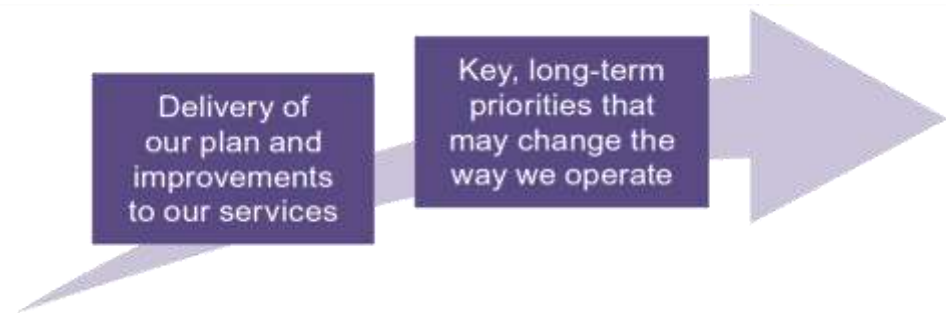 Delivery of
our plan and
improvements
to our services
Key, long-term
priorities that
may change the
way we operate